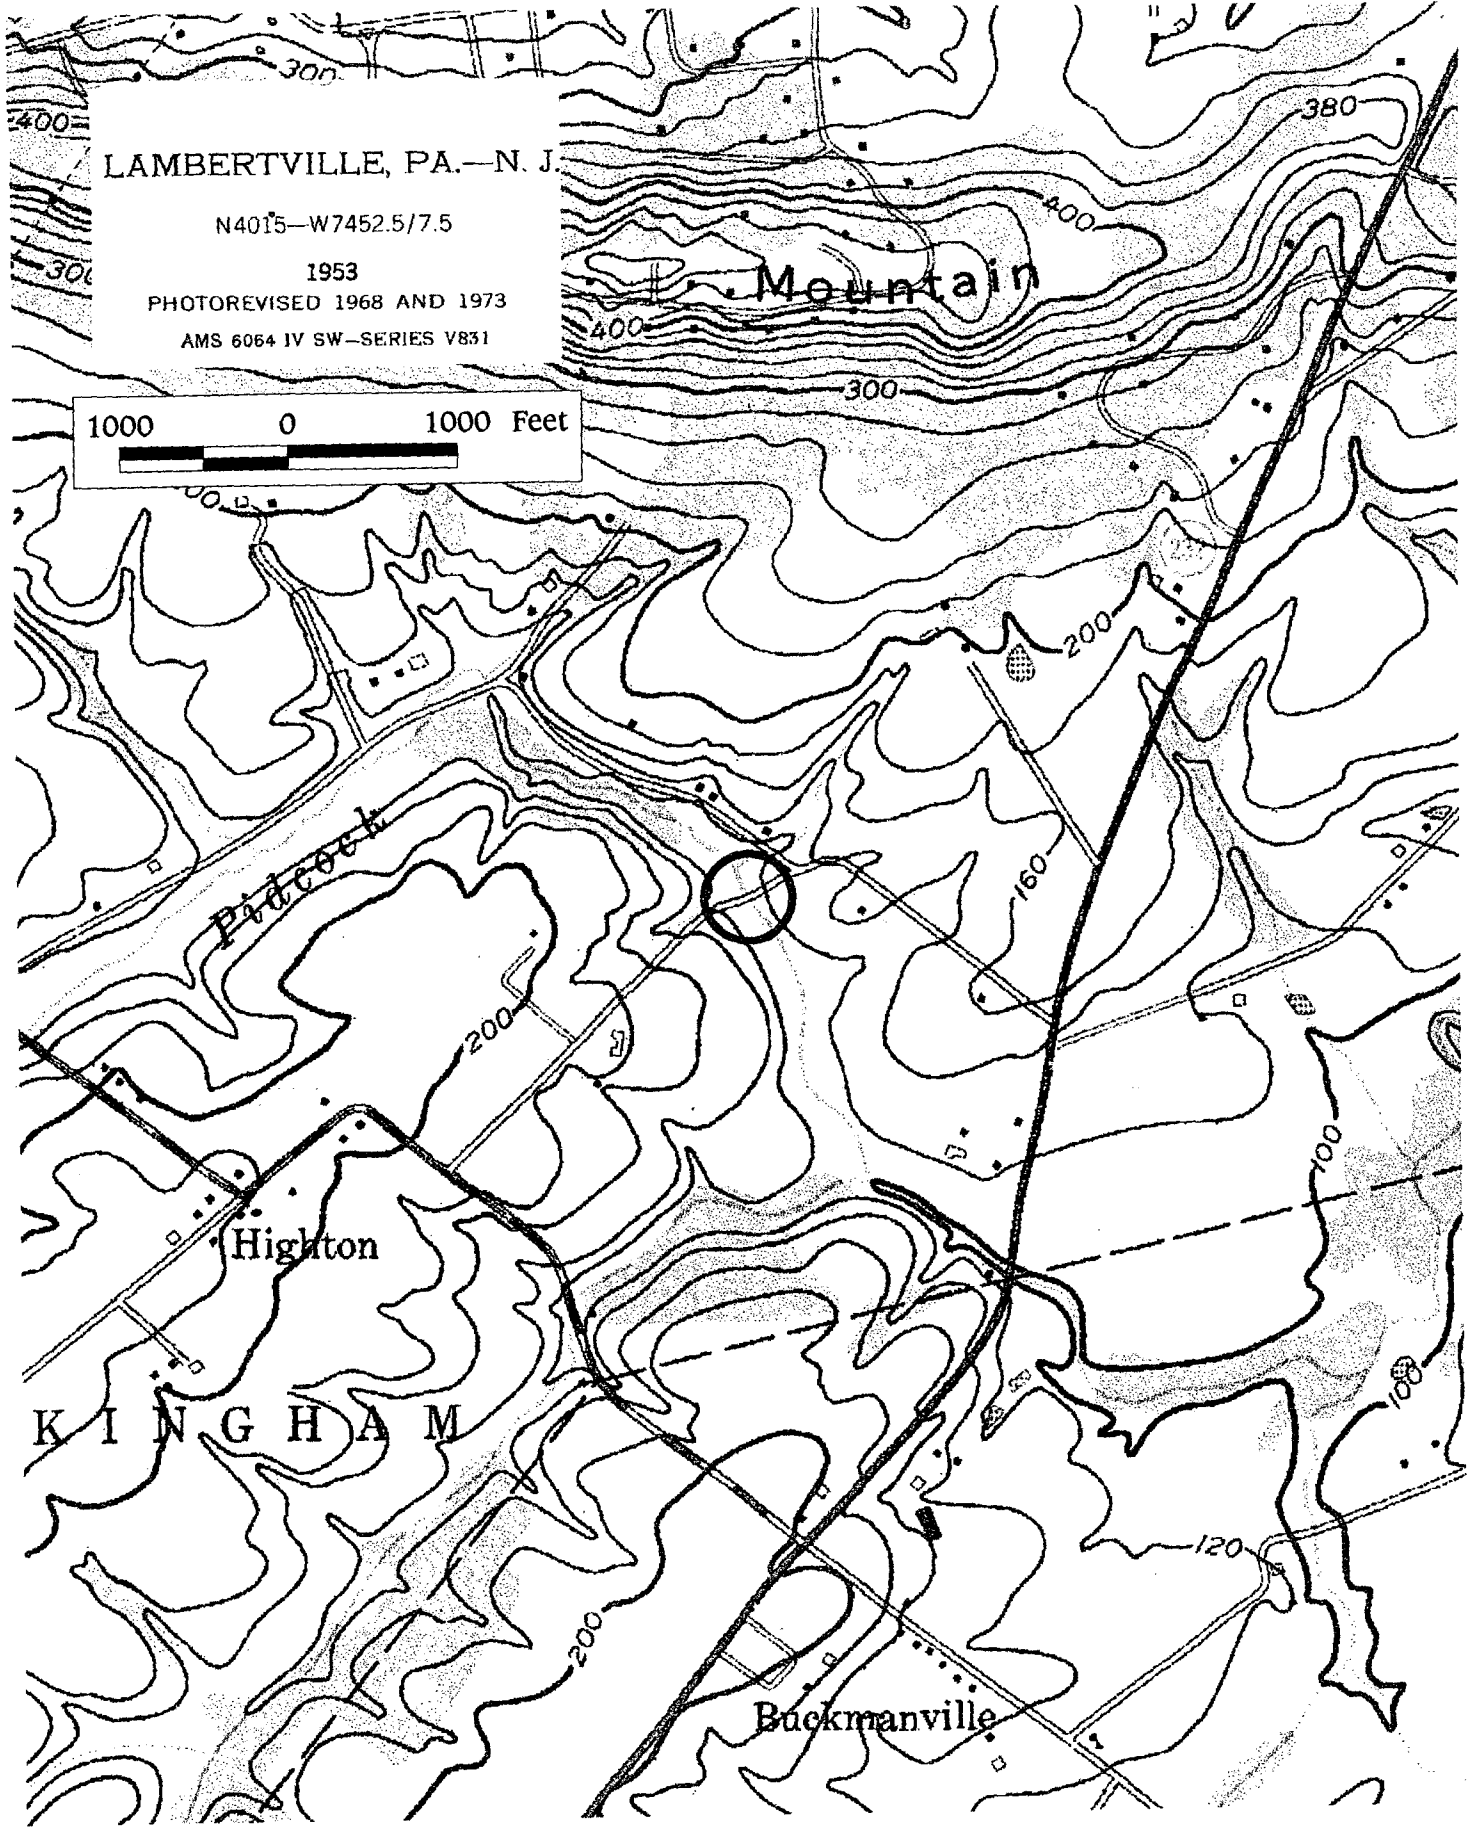 300
400
380
LAMBERTVILLE, PA.—N. J.
400
N4015—W7452.5/7.5
300
1953
Mountain
PHOTOREVISED 1968 AND 1973
400
AMS 6064 IV SW—SERIES V831
300
1000 0 1000 Feet
200
Pidcock
160
200
100
Highton
100
KINGHAM
120
200
Buckmanville